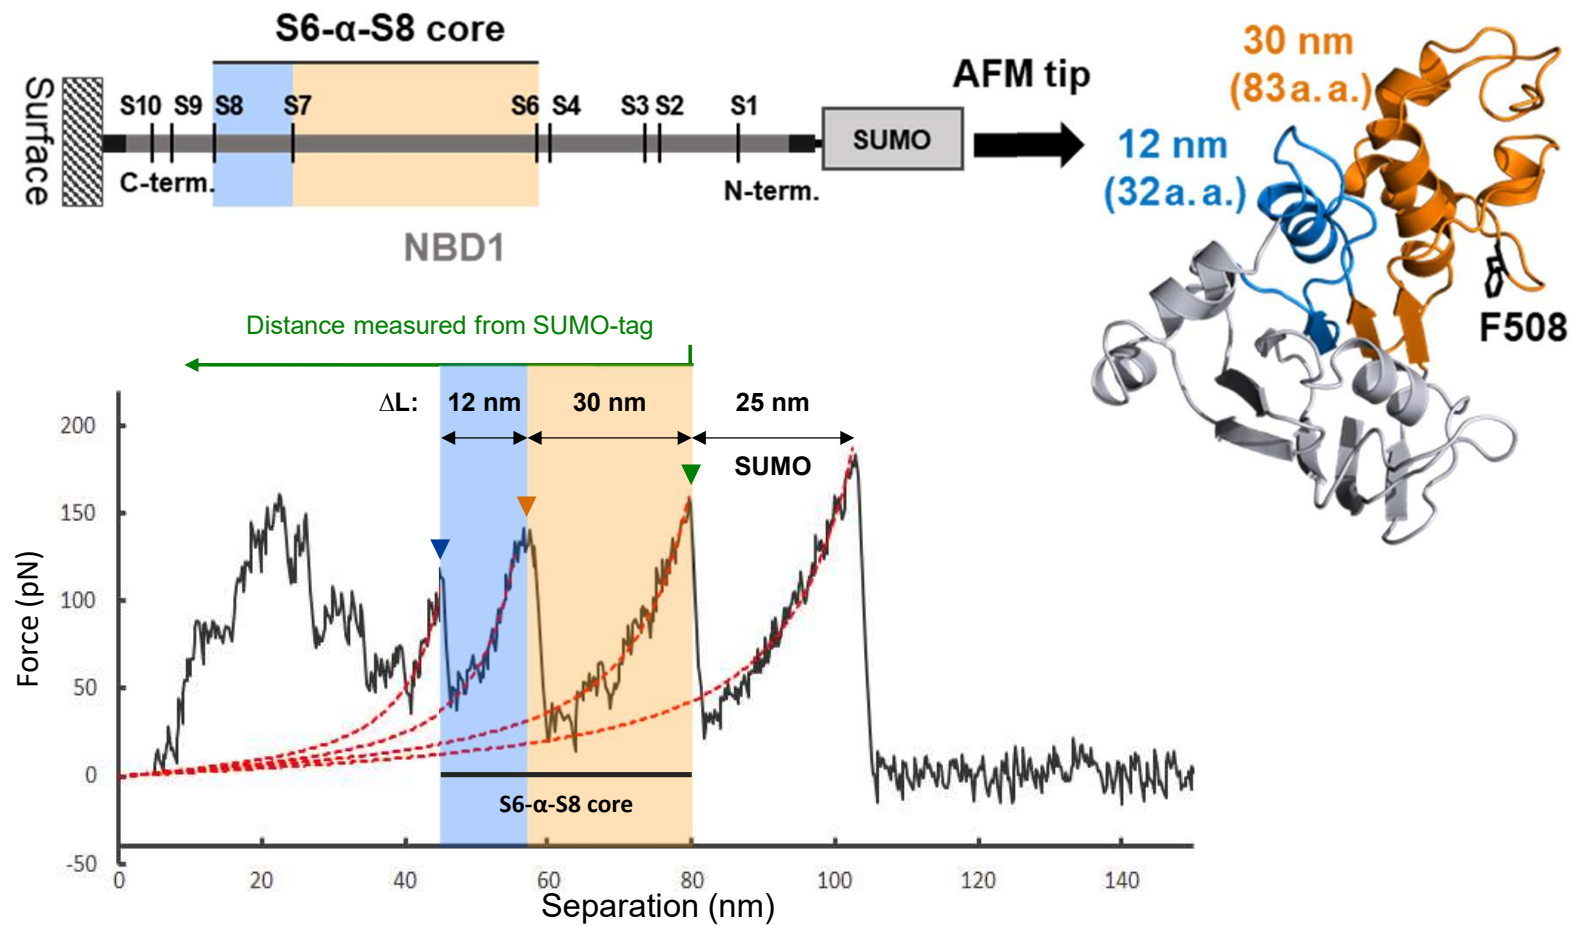 S6-α-S8 core
Surface
S10 S9 S8 S7 S6 S4 S3 S2 S1
C-term.
N-term.
NBD1
SUMO
AFM tip
30 nm
(83 a. a.)
12 nm
(32 a. a.)
F508
Distance measured from SUMO-tag
ΔL: 12 nm 30 nm 25 nm
SUMO
Force (pN)
200
150
100
50
0
-50
S6-α-S8 core
0 20 40 60 80 100 120 140
Separation (nm)